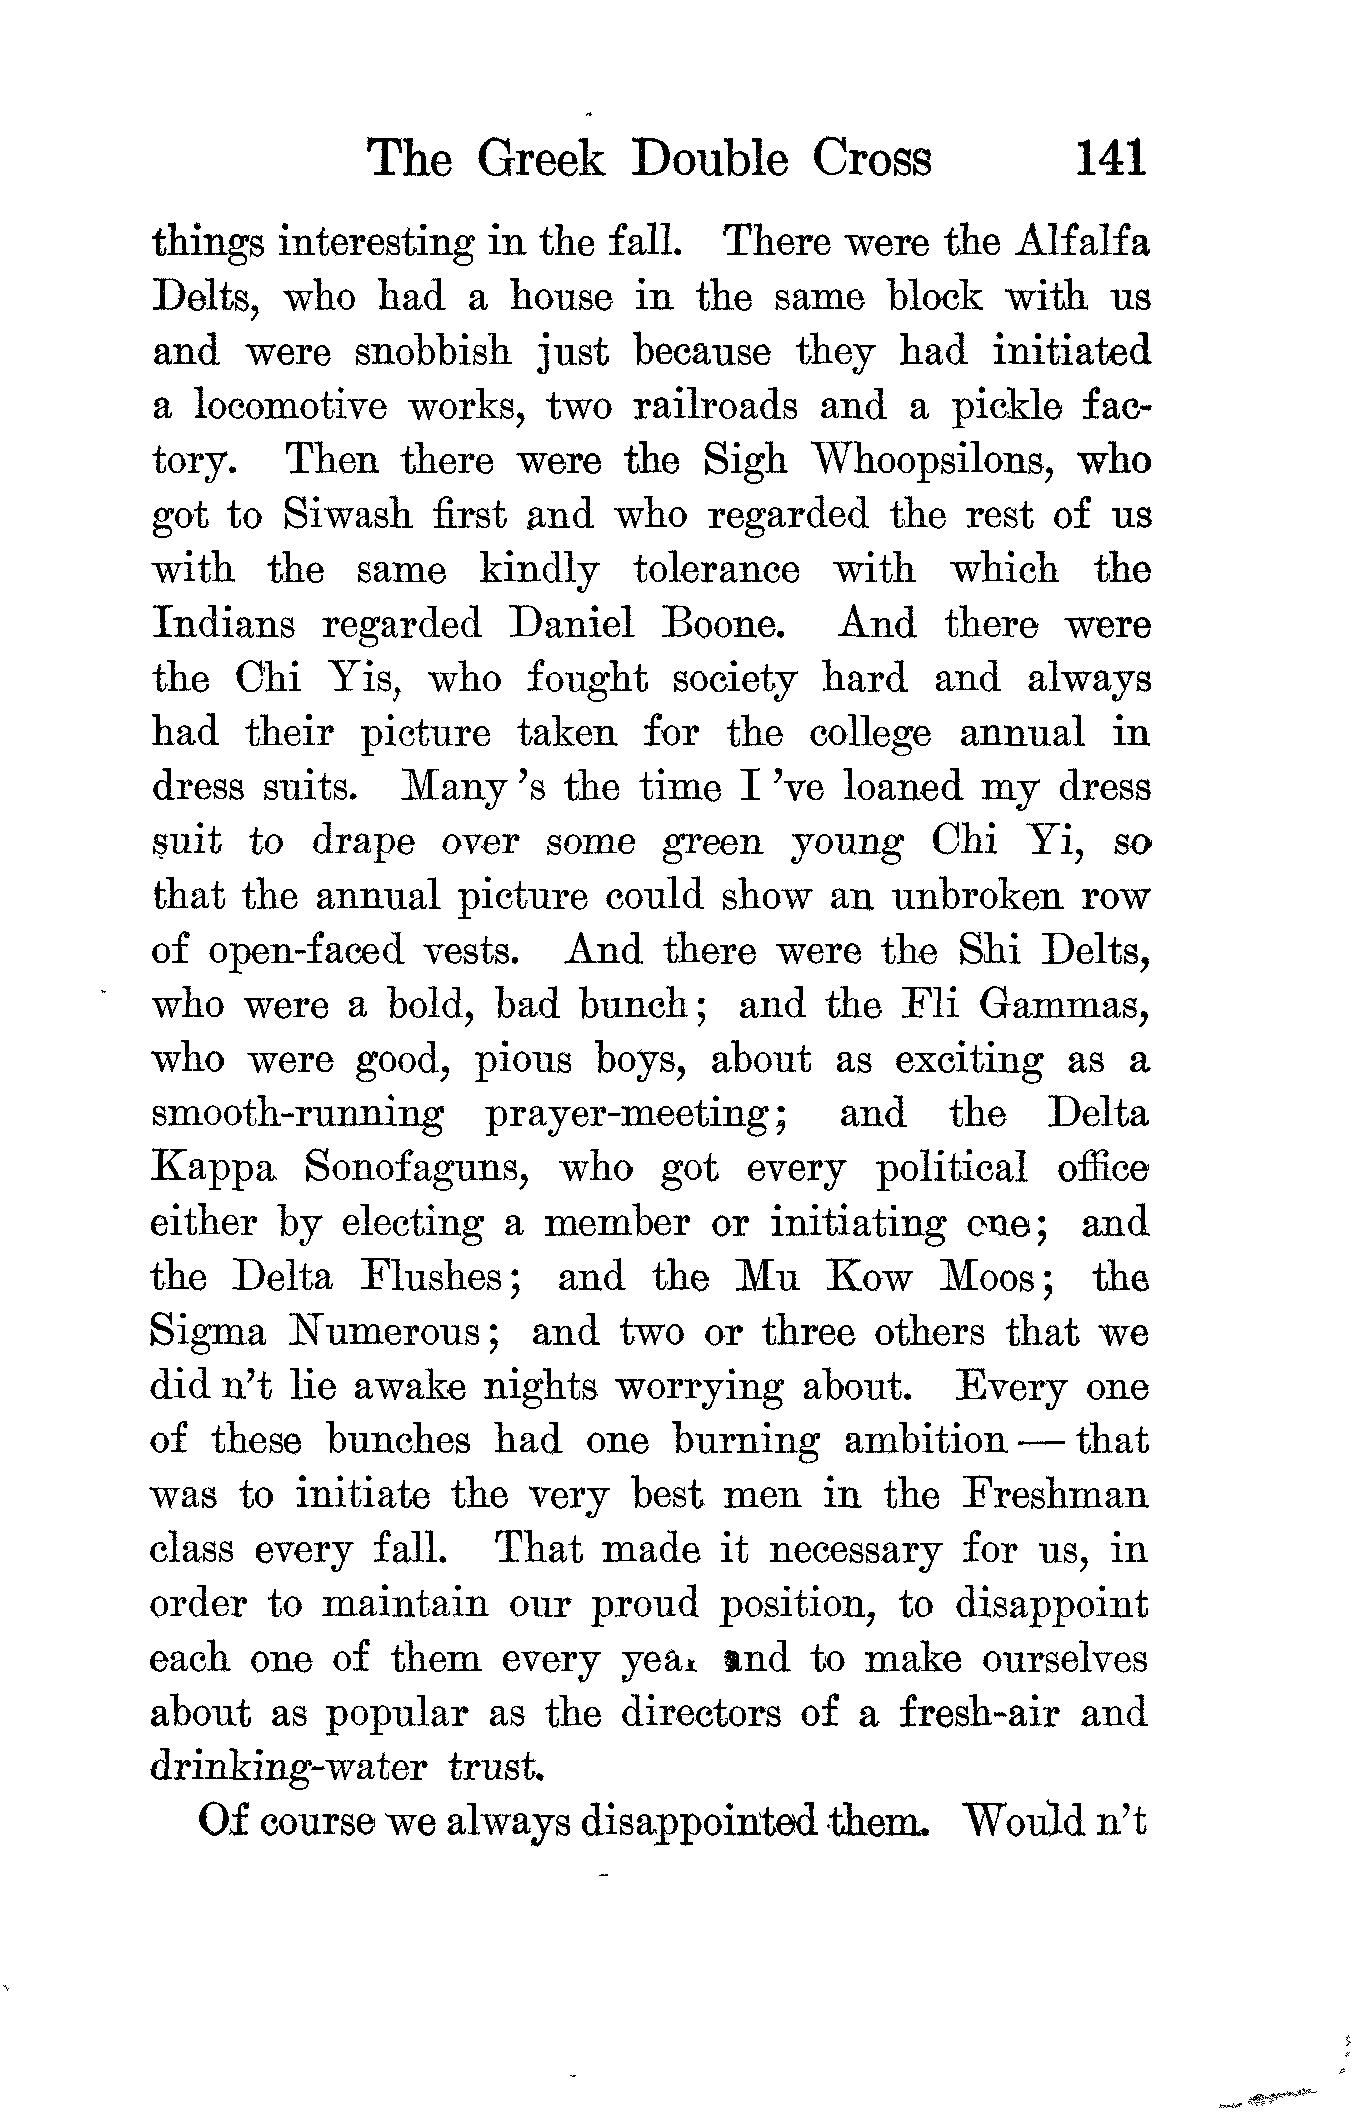 The Greek Double Cross 141
things interesting in the fall. There were the Alfalfa
Delts, who had a house in the same block with us
and were snobbish just because they had initiated
a locomotive works, two railroads and a pickle fac-
tory. Then there were the Sigh Whoopsilons, who
got to Siwash first and who regarded the rest of us
with the same kindly tolerance with which the
Indians regarded Daniel Boone. And there were
the Chi Yis, who fought society hard and always
had their picture taken for the college annual in
dress suits. Many 's the time I 've loaned my dress
suit to drape over some green young Chi Yi, so
that the annual picture could show an unbroken row
of open-faced vests. And there were the Shi Delts,
who were a bold, bad bunch; and the Fli Gammas,
who were good, pious boys, about as exciting as a
smooth-running prayer-meeting; and the Delta
Kappa Sonofaguns, who got every political office
either by electing a member or initiating one; and
the Delta Flushes; and the Mu Kow Moos; the
Sigma Numerous; and two or three others that we
did n't lie awake nights worrying about. Every one
of these bunches had one burning ambition — that
was to initiate the very best men in the Freshman
class every fall. That made it necessary for us, in
order to maintain our proud position, to disappoint
each one of them every year and to make ourselves
about as popular as the directors of a fresh-air and
drinking-water trust.
Of course we always disappointed them. Would n't